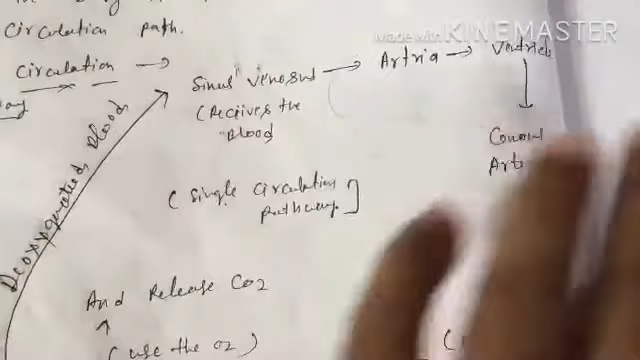 Circulation path.
Made with KINEMASTER
Circulation → Sinus venosus → Artria → Ventricle
(Receives the
Blood
Deoxygenated Blood
(Single circulation
pathway]
And Release CO2
(use the O2)